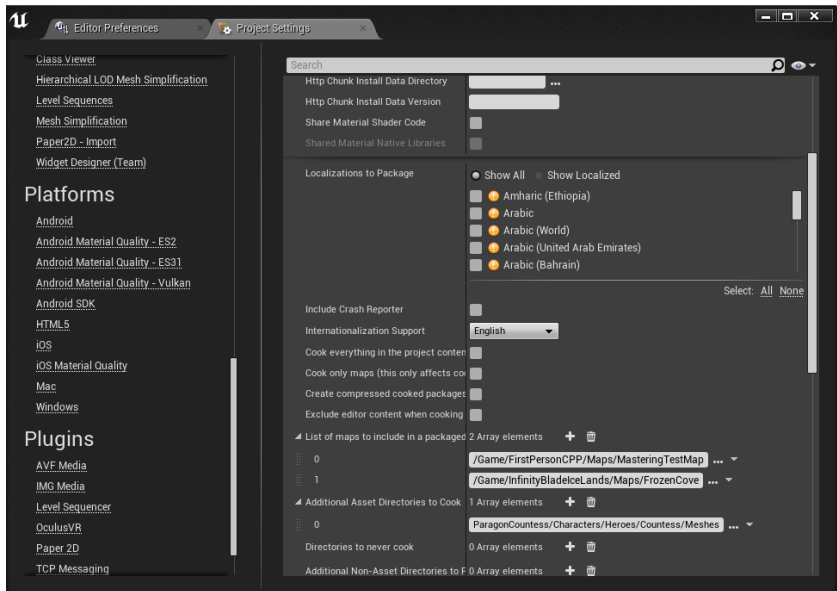 Editor Preferences
Project Settings
Class Viewer
Hierarchical LOD Mesh Simplification
Level Sequences
Mesh Simplification
Paper2D - Import
Widget Designer (Team)
Platforms
Android
Android Material Quality - ES2
Android Material Quality - ES31
Android Material Quality - Vulkan
Android SDK
HTML5
iOS
iOS Material Quality
Mac
Windows
Plugins
AVF Media
IMG Media
Level Sequencer
OculusVR
Paper 2D
TCP Messaging
Search
Http Chunk Install Data Directory
Http Chunk Install Data Version
Share Material Shader Code
Shared Material Native Libraries
Localizations to Package Show All Show Localized
Amharic (Ethiopia)
Arabic
Arabic (World)
Arabic (United Arab Emirates)
Arabic (Bahrain)
Select: All None
Include Crash Reporter
Internationalization Support English
Cook everything in the project conten
Cook only maps (this only affects co
Create compressed cooked packages
Exclude editor content when cooking
List of maps to include in a packaged 2 Array elements
0 /Game/FirstPersonCPP/Maps/MasteringTestMap
1 /Game/InfinityBladeIceLands/Maps/FrozenCove
Additional Asset Directories to Cook 1 Array elements
0 ParagonCountess/Characters/Heroes/Countess/Meshes
Directories to never cook 0 Array elements
Additional Non-Asset Directories to P 0 Array elements